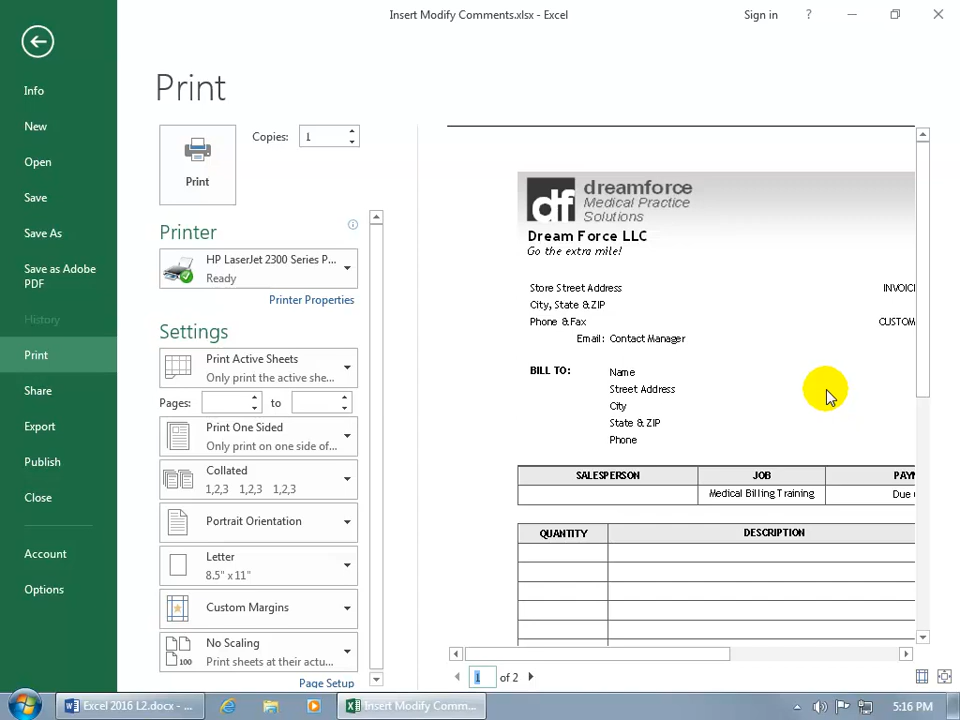 Insert Modify Comments.xlsx - Excel
Sign in
?
Info
New
Open
Save
Save As
Save as Adobe
PDF
History
Print
Share
Export
Publish
Close
Account
Options
Print
Print
Copies: 1
Printer
HP LaserJet 2300 Series P...
Ready
Printer Properties
Settings
Print Active Sheets
Only print the active she...
Pages: to
Print One Sided
Only print on one side of...
Collated
1,2,3 1,2,3 1,2,3
Portrait Orientation
Letter
8.5" x 11"
Custom Margins
No Scaling
100
Print sheets at their actu...
Page Setup
df
dreamforce
Medical Practice
Solutions
Dream Force LLC
Go the extra mile!
Store Street Address INVOIC
City, State & ZIP
Phone & Fax CUSTOM
Email: Contact Manager
BILL TO: Name
Street Address
City
State & ZIP
Phone
SALESPERSON JOB PAYM
Medical Billing Training Due
QUANTITY DESCRIPTION
1 of 2
Excel 2016 L2.docx - ...
Insert Modify Comm...
5:16 PM